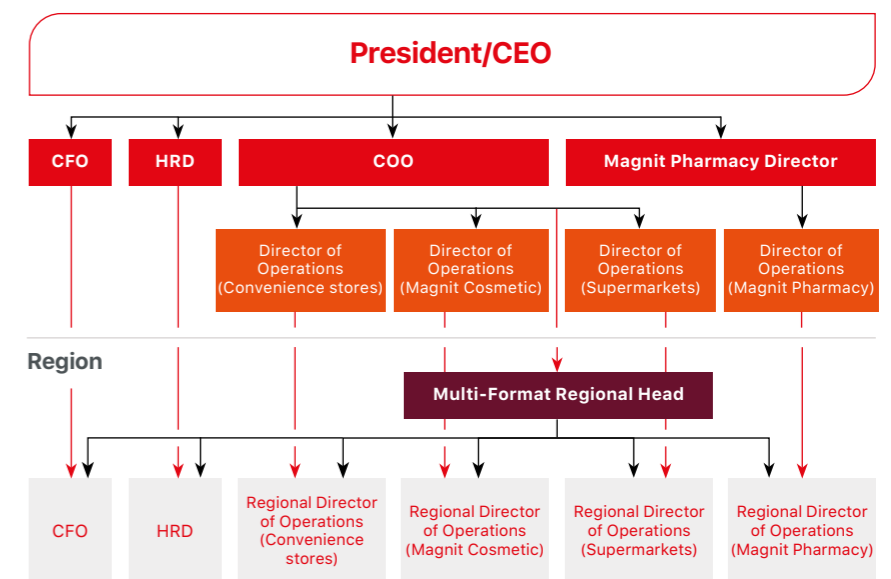 President/CEO
CFO
HRD
COO
Magnit Pharmacy Director
Director of
Operations
(Convenience stores)
Director of
Operations
(Magnit Cosmetic)
Director of
Operations
(Supermarkets)
Director of
Operations
(Magnit Pharmacy)
Region
Multi-Format Regional Head
CFO
HRD
Regional Director
of Operations
(Convenience
stores)
Regional Director
of Operations
(Magnit Cosmetic)
Regional Director
of Operations
(Supermarkets)
Regional Director
of Operations
(Magnit Pharmacy)